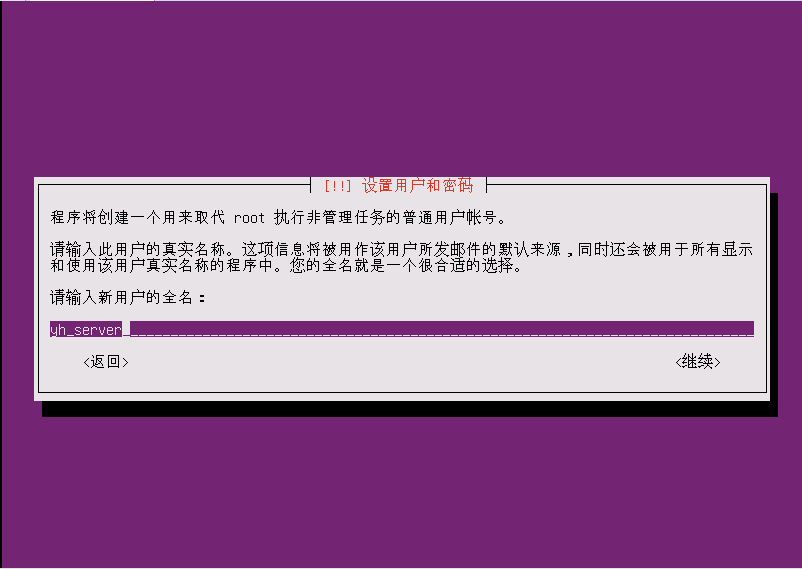 [!!] 设置用户和密码
程序将创建一个用来取代 root 执行非管理任务的普通用户帐号。
请输入此用户的真实名称。这项信息将被用作该用户所发邮件的默认来源,同时还会被用于所有显示
和使用该用户真实名称的程序中。您的全名就是一个很合适的选择。
请输入新用户的全名:
yh_server
<返回> <继续>